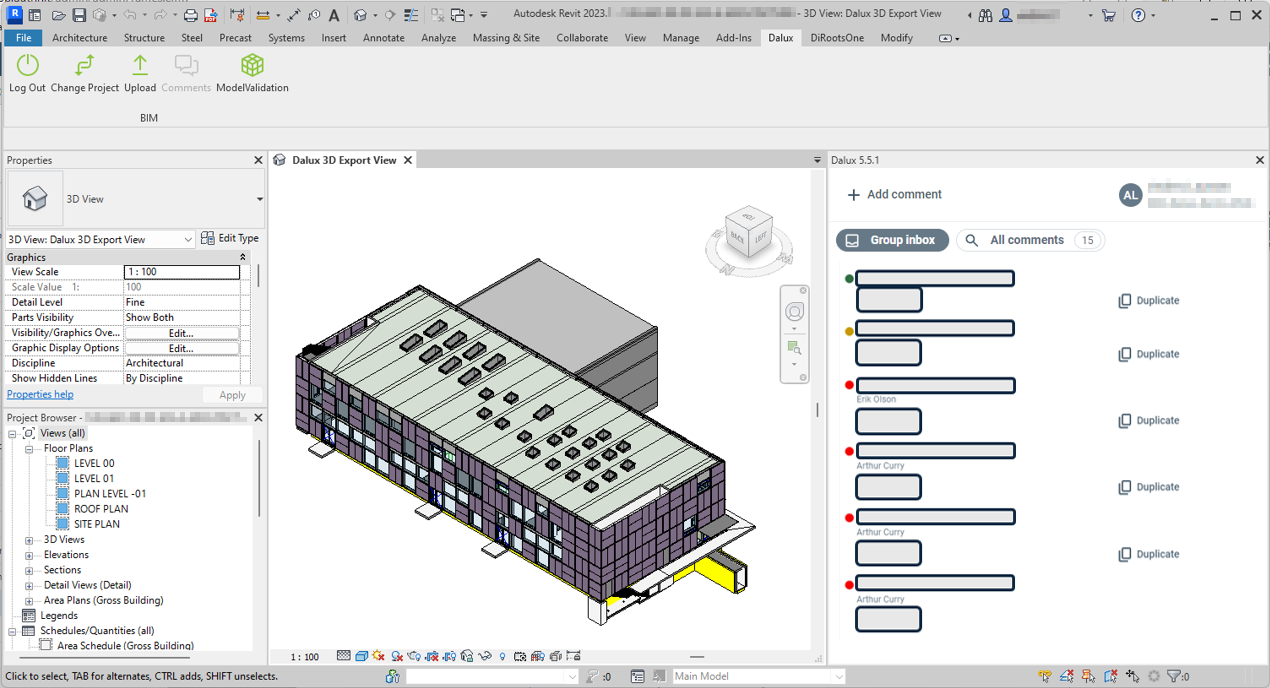 Autodesk Revit 2023.
- 3D View: Dalux 3D Export View
File Architecture Structure Steel Precast Systems Insert Annotate Analyze Massing & Site Collaborate View Manage Add-Ins Dalux DiRootsOne Modify
Log Out Change Project Upload Comments ModelValidation
BIM
Properties
3D View
3D View: Dalux 3D Export View Edit Type
Graphics
View Scale 1 : 100
Scale Value 1: 100
Detail Level Fine
Parts Visibility Show Both
Visibility/Graphics Ove... Edit...
Graphic Display Options Edit...
Discipline Architectural
Show Hidden Lines By Discipline
Properties help Apply
Project Browser -
Views (all)
Floor Plans
LEVEL 00
LEVEL 01
PLAN LEVEL -01
ROOF PLAN
SITE PLAN
3D Views
Elevations
Sections
Detail Views (Detail)
Area Plans (Gross Building)
Legends
Schedules/Quantities (all)
Area Schedule (Gross Building)
Dalux 3D Export View
BACK
LEFT
1 : 100
Dalux 5.5.1
Add comment
AL
Group inbox
All comments 15
Duplicate
Duplicate
Erik Olson
Duplicate
Arthur Curry
Duplicate
Arthur Curry
Duplicate
Arthur Curry
Click to select, TAB for alternates, CTRL adds, SHIFT unselects.
:0
Main Model
:0